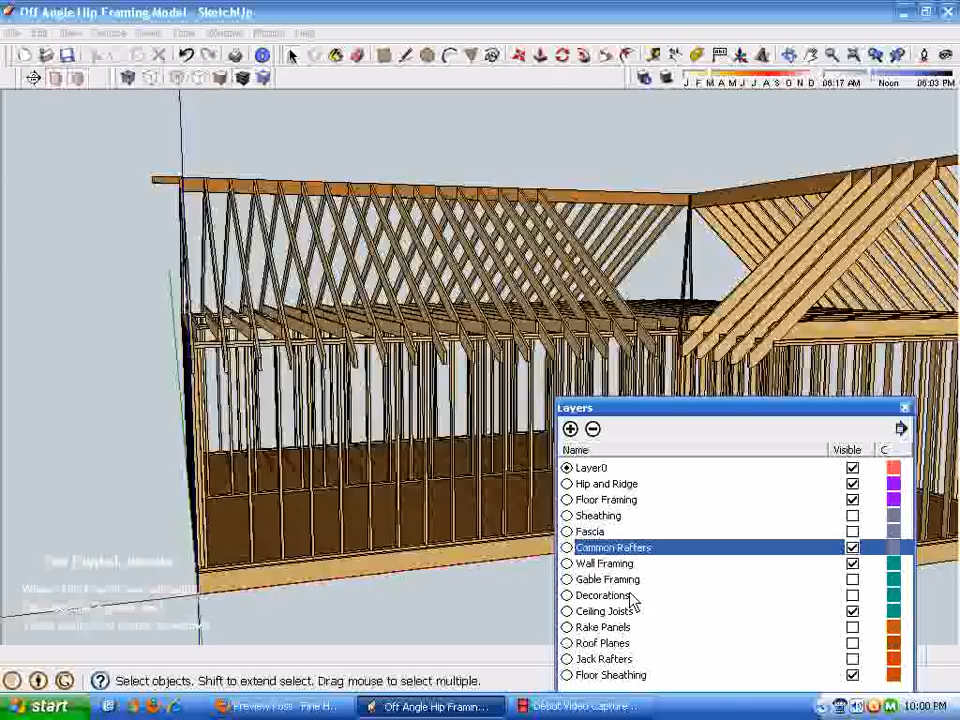 Off Angle Hip Framing Model - SketchUp
J F M A M J J A S O N D 06:17 AM Noon 06:03 PM
Layers
Name Visible C
Layer0
Hip and Ridge
Floor Framing
Sheathing
Fascia
Common Rafters
Wall Framing
Gable Framing
Decorations
Ceiling Joists
Rake Panels
Roof Planes
Jack Rafters
Floor Sheathing
Select objects. Shift to extend select. Drag mouse to select multiple.
start
Off Angle Hip Framin...
Debut Video Capture ...
10:00 PM